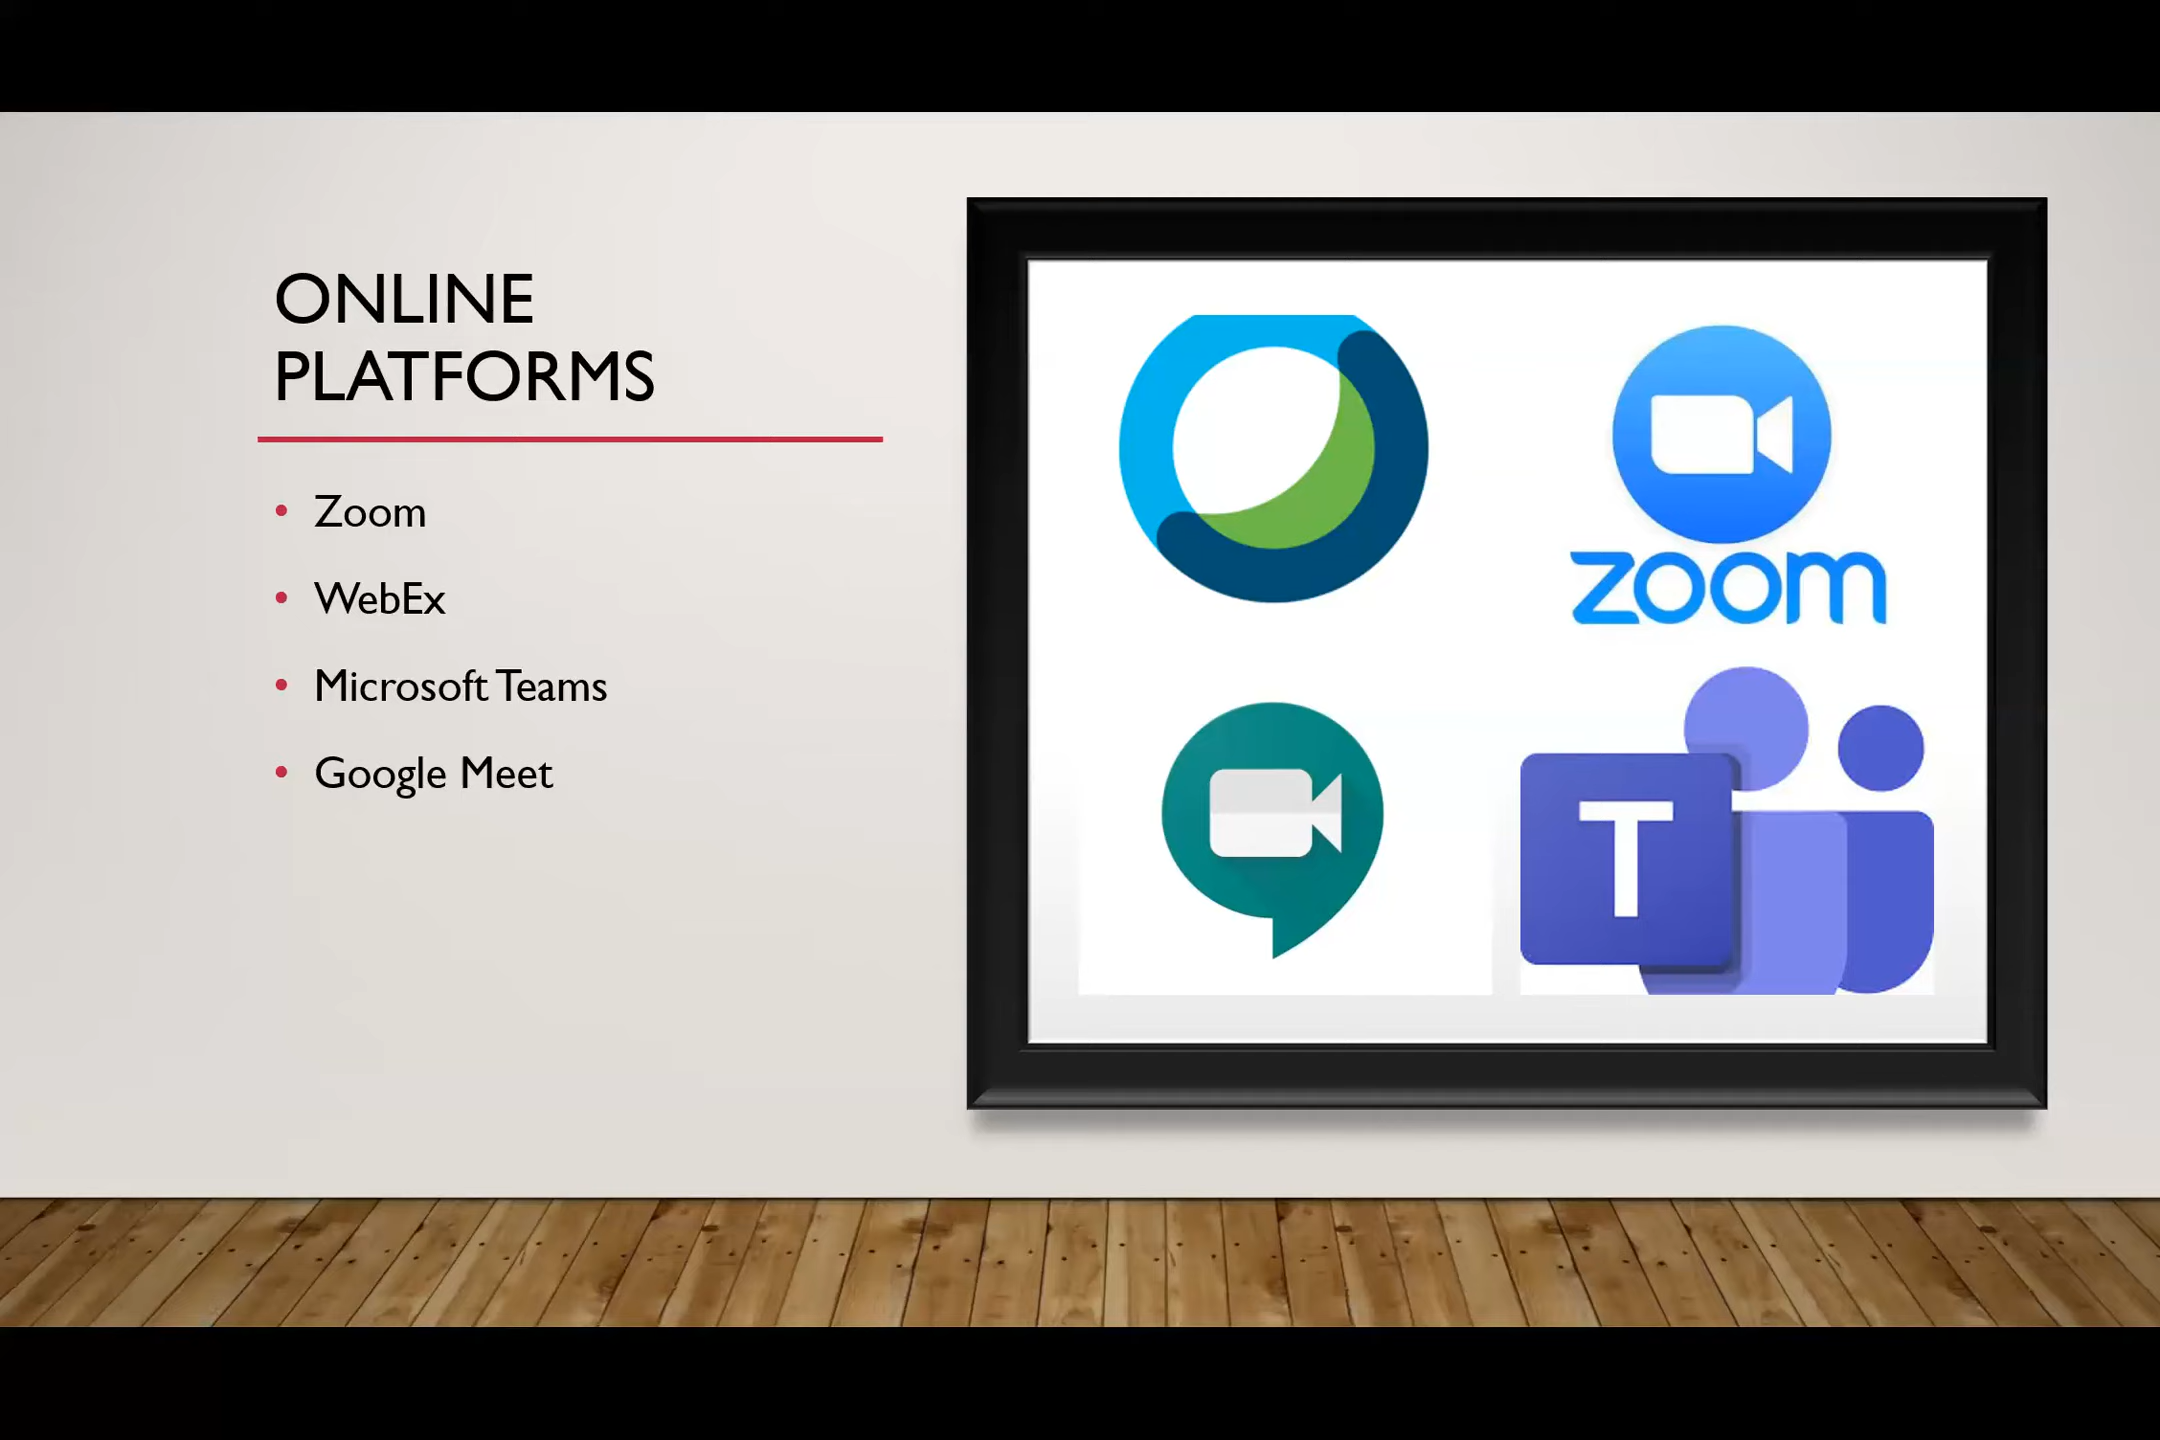 ONLINE
PLATFORMS
• Zoom
• WebEx
• Microsoft Teams
• Google Meet
zoom
T